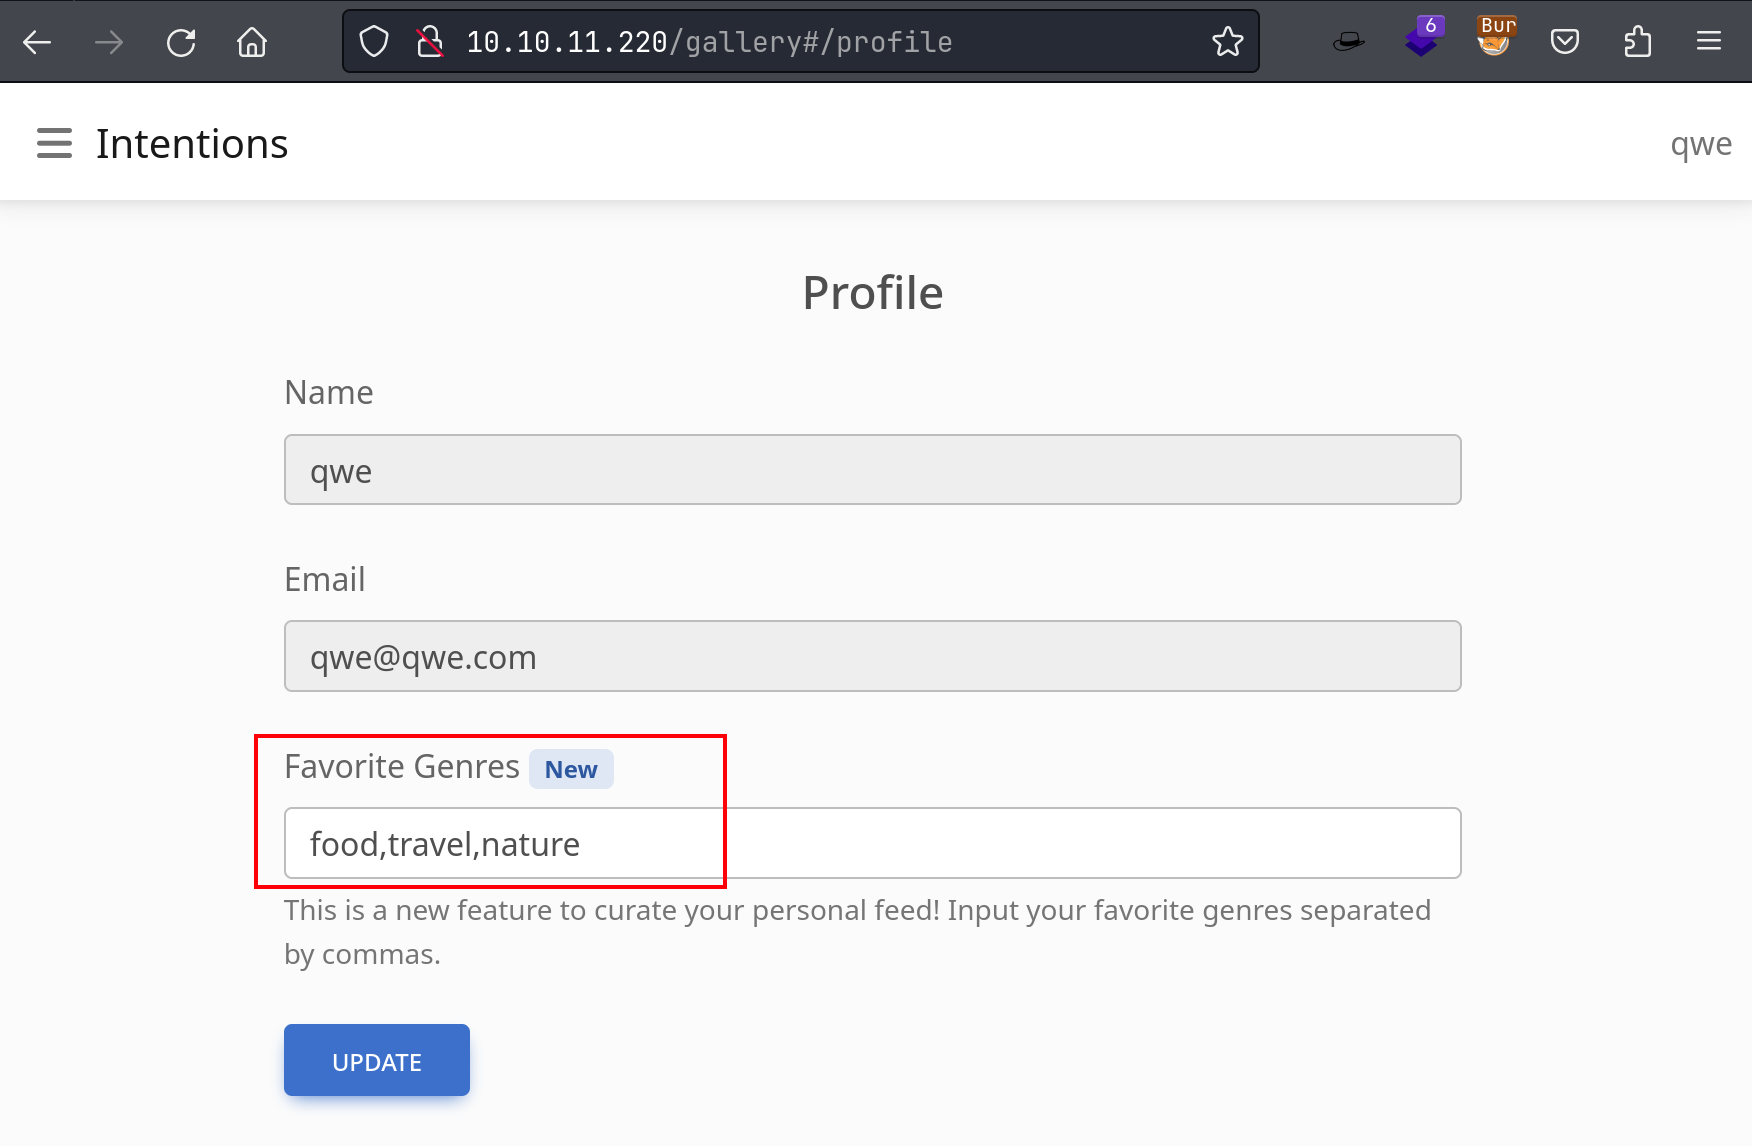 10.10.11.220/gallery#/profile
6
Bur
Intentions
qwe
Profile
Name
qwe
Email
qwe@qwe.com
Favorite Genres New
food,travel,nature
This is a new feature to curate your personal feed! Input your favorite genres separated
by commas.
UPDATE